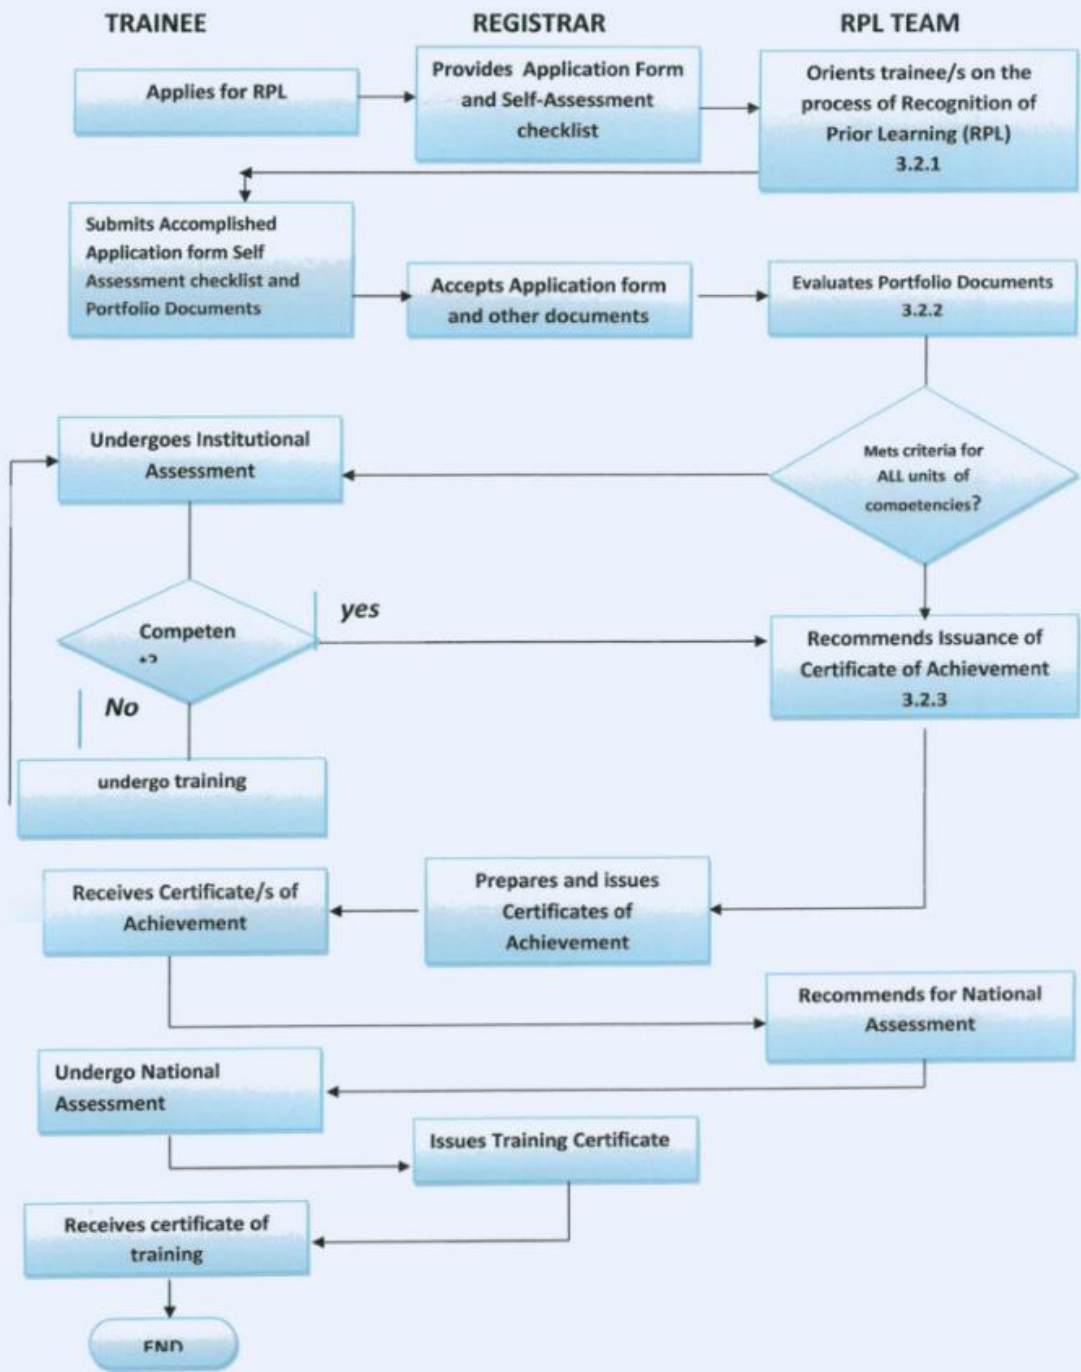 TRAINEE
REGISTRAR
RPL TEAM
Applies for RPL
Provides Application Form
and Self-Assessment
checklist
Orients trainee/s on the
process of Recognition of
Prior Learning (RPL)
3.2.1
Submits Accomplished
Application form Self
Assessment checklist and
Portfolio Documents
Accepts Application form
and other documents
Evaluates Portfolio Documents
3.2.2
Mets criteria for
ALL units of
competencies?
Undergoes Institutional
Assessment
Competen
t?
yes
No
undergo training
Recommends Issuance of
Certificate of Achievement
3.2.3
Prepares and issues
Certificates of
Achievement
Receives Certificate/s of
Achievement
Recommends for National
Assessment
Undergo National
Assessment
Issues Training Certificate
Receives certificate of
training
END